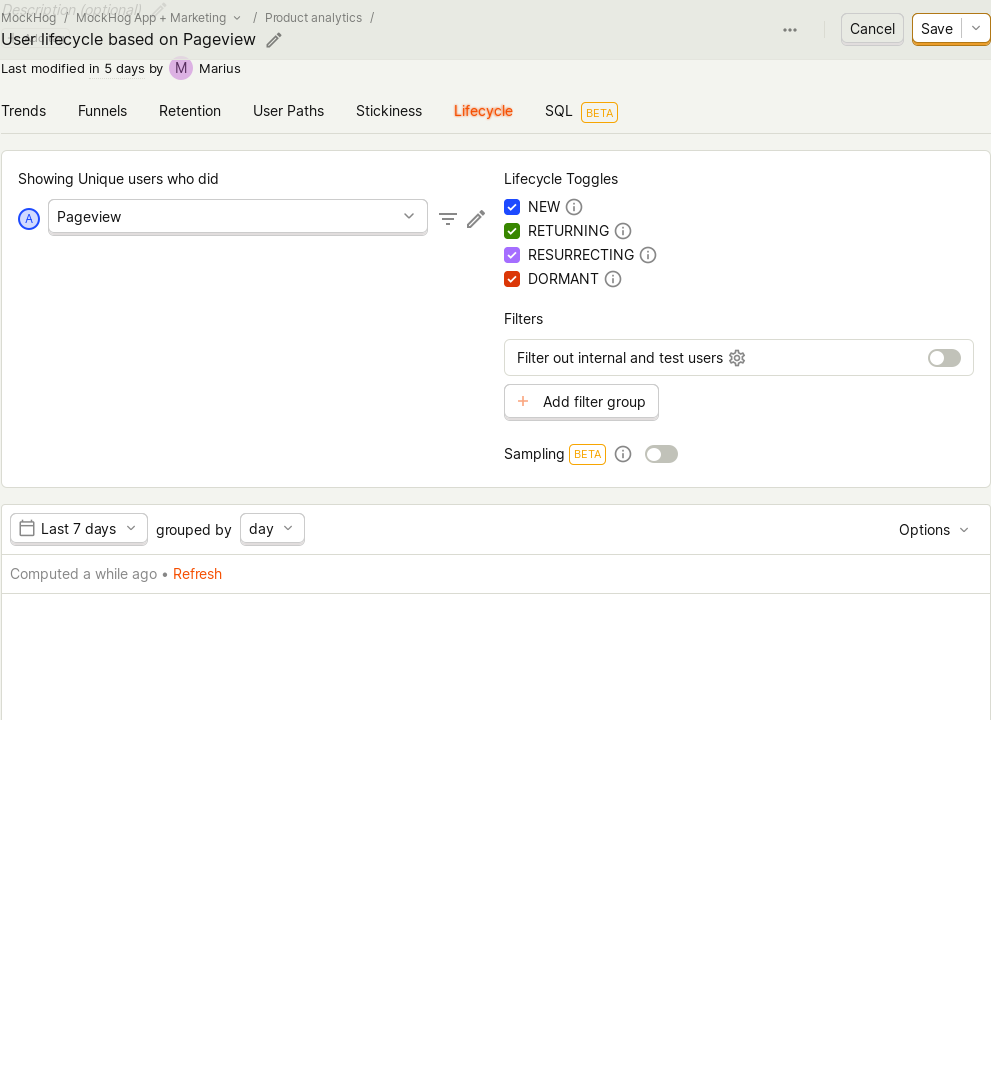 Description (optional)
MockHog / MockHog App + Marketing / Product analytics /
User lifecycle based on Pageview
Cancel
Save
Last modified in 5 days by M Marius
Trends Funnels Retention User Paths Stickiness Lifecycle SQL BETA
Showing Unique users who did
A Pageview
Lifecycle Toggles
NEW
RETURNING
RESURRECTING
DORMANT
Filters
Filter out internal and test users
+ Add filter group
Sampling BETA
Last 7 days grouped by day
Options
Computed a while ago • Refresh